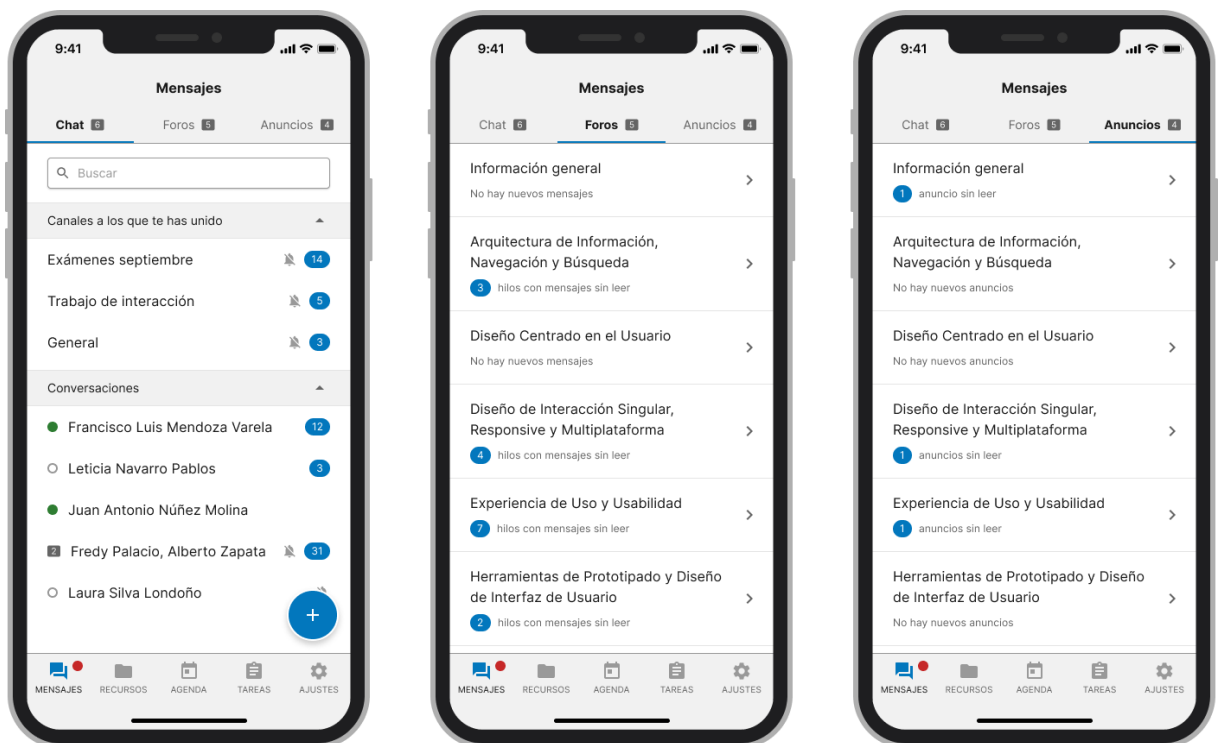 9:41
Mensajes
Chat 6 Foros 5 Anuncios 4
Buscar
Canales a los que te has unido
Exámenes septiembre 14
Trabajo de interacción 5
General 3
Conversaciones
Francisco Luis Mendoza Varela 12
Leticia Navarro Pablos 3
Juan Antonio Núñez Molina
2 Fredy Palacio, Alberto Zapata 31
Laura Silva Londoño
+
MENSAJES RECURSOS AGENDA TAREAS AJUSTES
9:41
Mensajes
Chat 6 Foros 5 Anuncios 4
Información general
No hay nuevos mensajes
Arquitectura de Información,
Navegación y Búsqueda
3 hilos con mensajes sin leer
Diseño Centrado en el Usuario
No hay nuevos mensajes
Diseño de Interacción Singular,
Responsive y Multiplataforma
4 hilos con mensajes sin leer
Experiencia de Uso y Usabilidad
7 hilos con mensajes sin leer
Herramientas de Prototipado y Diseño
de Interfaz de Usuario
2 hilos con mensajes sin leer
MENSAJES RECURSOS AGENDA TAREAS AJUSTES
9:41
Mensajes
Chat 6 Foros 5 Anuncios 4
Información general
1 anuncio sin leer
Arquitectura de Información,
Navegación y Búsqueda
No hay nuevos anuncios
Diseño Centrado en el Usuario
No hay nuevos anuncios
Diseño de Interacción Singular,
Responsive y Multiplataforma
1 anuncios sin leer
Experiencia de Uso y Usabilidad
1 anuncios sin leer
Herramientas de Prototipado y Diseño
de Interfaz de Usuario
No hay nuevos anuncios
MENSAJES RECURSOS AGENDA TAREAS AJUSTES